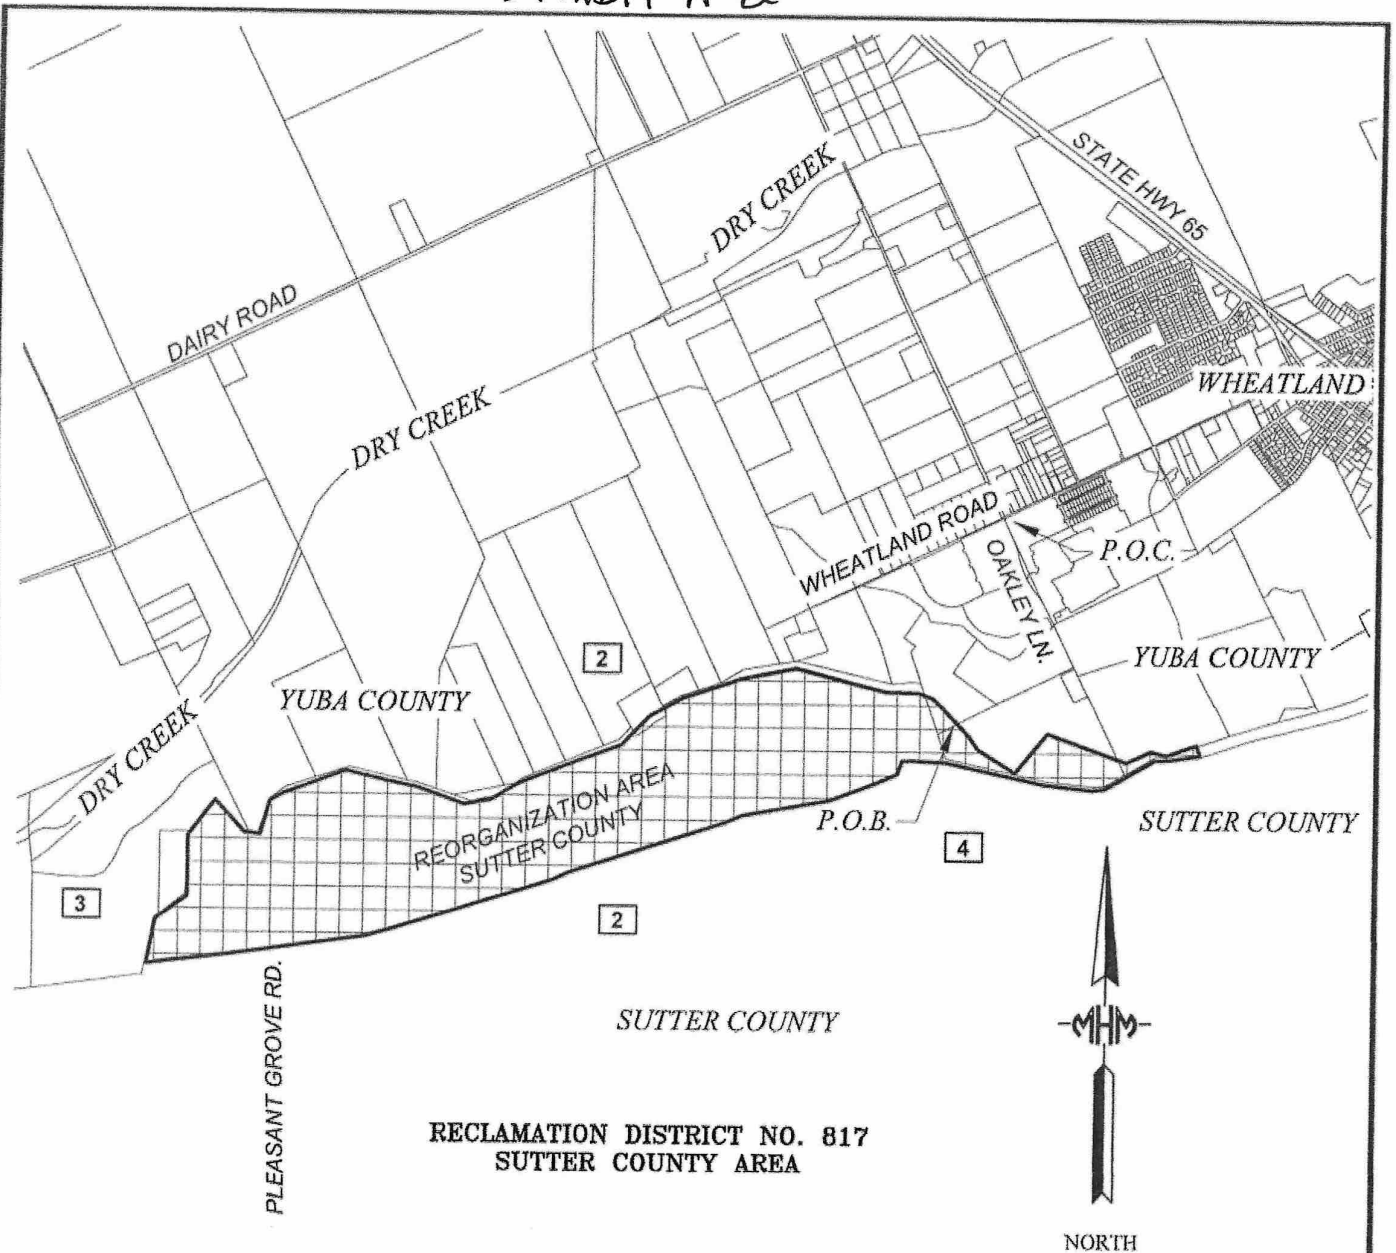 STATE HWY 65
DRY CREEK
DAIRY ROAD
WHEATLAND
DRY CREEK
WHEATLAND ROAD
P.O.C.
OAKLEY LN.
2
YUBA COUNTY
YUBA COUNTY
DRY CREEK
REORGANIZATION AREA
SUTTER COUNTY
P.O.B.
SUTTER COUNTY
4
3
2
PLEASANT GROVE RD.
SUTTER COUNTY
MHM
RECLAMATION DISTRICT NO. 817
SUTTER COUNTY AREA
NORTH